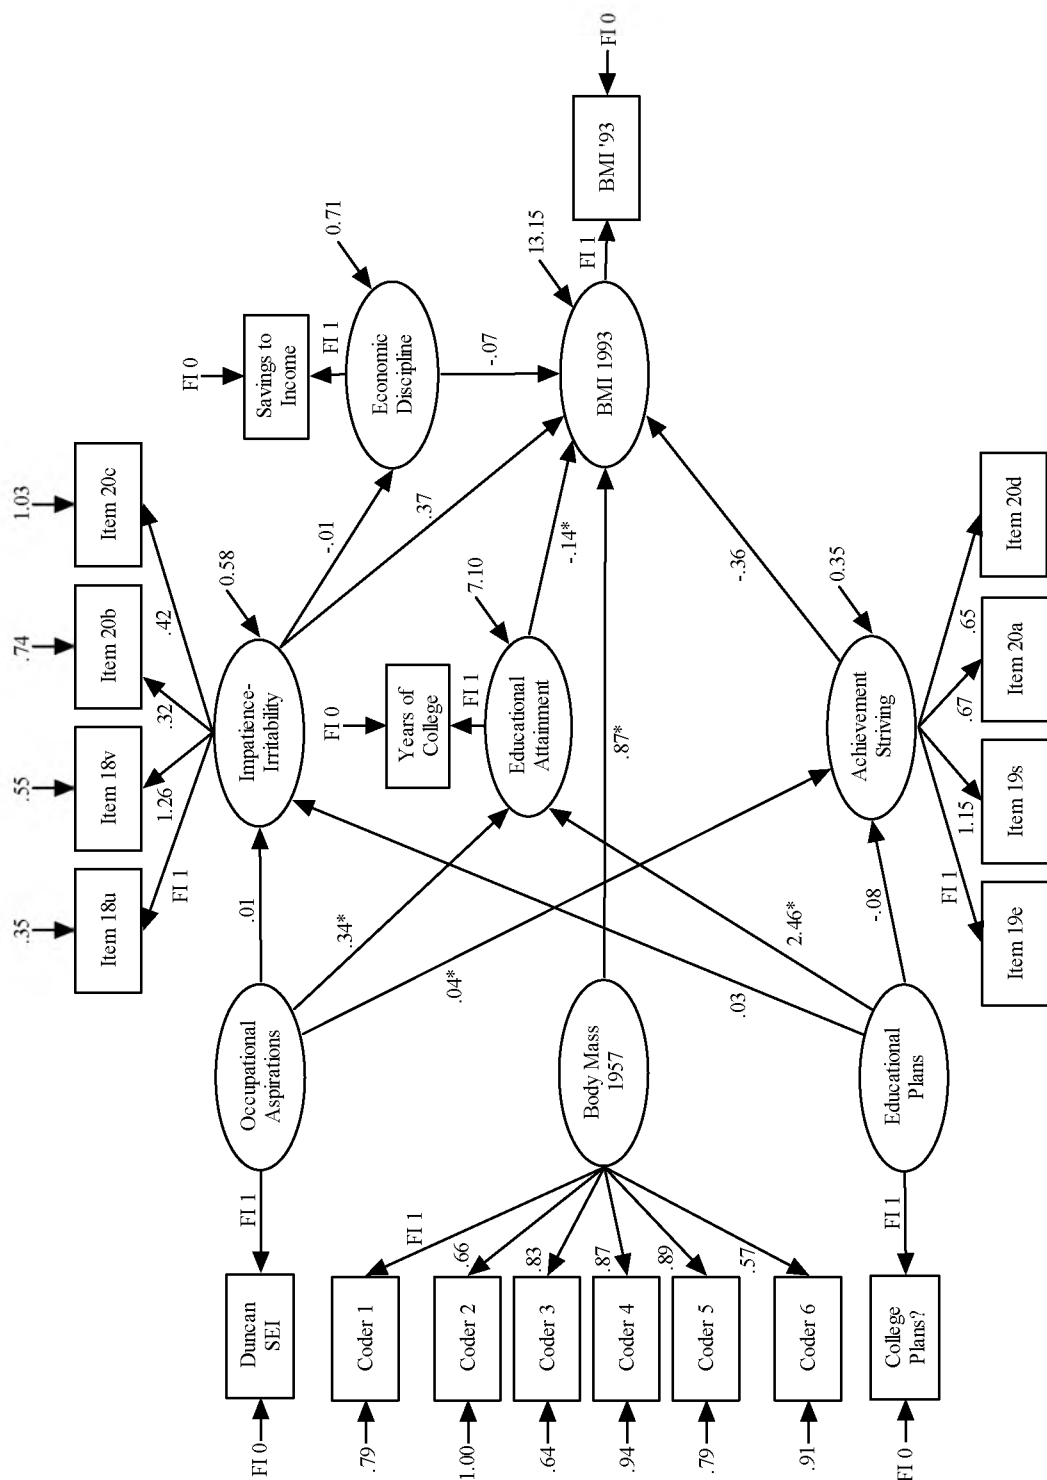 FI 0
Duncan
SEI
FI 1
Occupational
Aspirations
.79
Coder 1
FI 1
1.00
Coder 2
.66
.64
Coder 3
.83
.94
Coder 4
.87
.79
Coder 5
.89
.91
Coder 6
.57
Body Mass
1957
FI 0
College
Plans?
FI 1
Educational
Plans
.01
.34*
.04*
.87*
.03
2.46*
-.08
.35
Item 18u
FI 1
.55
Item 18v
1.26
.74
Item 20b
.32
1.03
Item 20c
.42
Impatience-
Irritability
0.58
FI 0
Years of
College
FI 1
Educational
Attainment
7.10
Achievement
Striving
0.35
FI 1
Item 19e
1.15
Item 19s
.67
Item 20a
.65
Item 20d
-.01
.37
-.14*
-.36
FI 0
Savings to
Income
FI 1
Economic
Discipline
0.71
-.07
BMI 1993
13.15
FI 1
BMI '93
FI 0